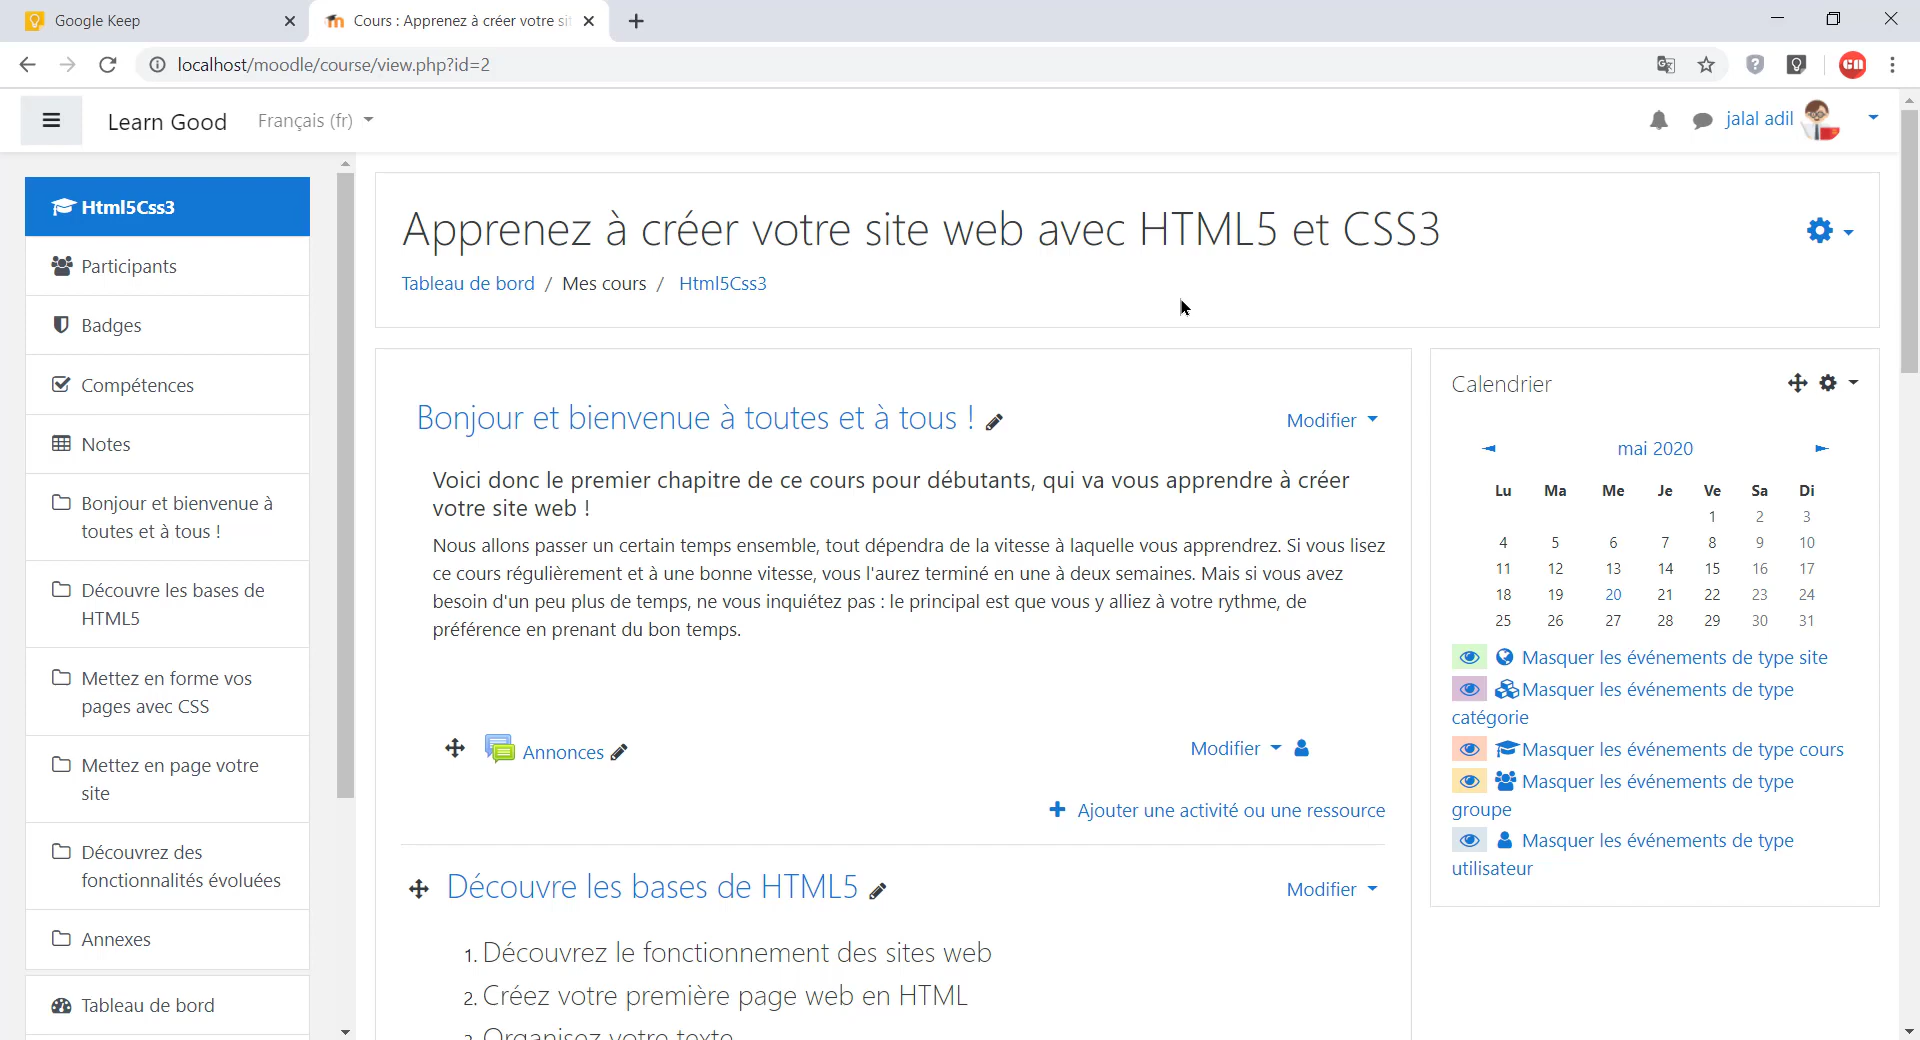 Google Keep
Cours : Apprenez à créer votre sit
localhost/moodle/course/view.php?id=2
Learn Good
Français (fr)
jalal adil
Html5Css3
Participants
Badges
Compétences
Notes
Bonjour et bienvenue à
toutes et à tous !
Découvre les bases de
HTML5
Mettez en forme vos
pages avec CSS
Mettez en page votre
site
Découvrez des
fonctionnalités évoluées
Annexes
Tableau de bord
Apprenez à créer votre site web avec HTML5 et CSS3
Tableau de bord / Mes cours / Html5Css3
Bonjour et bienvenue à toutes et à tous !
Modifier
Voici donc le premier chapitre de ce cours pour débutants, qui va vous apprendre à créer
votre site web !
Nous allons passer un certain temps ensemble, tout dépendra de la vitesse à laquelle vous apprendrez. Si vous lisez
ce cours régulièrement et à une bonne vitesse, vous l'aurez terminé en une à deux semaines. Mais si vous avez
besoin d'un peu plus de temps, ne vous inquiétez pas : le principal est que vous y alliez à votre rythme, de
préférence en prenant du bon temps.
Annonces
Modifier
Ajouter une activité ou une ressource
Découvre les bases de HTML5
Modifier
1. Découvrez le fonctionnement des sites web
2. Créez votre première page web en HTML
3. Organisez votre texte
Calendrier
mai 2020
Lu Ma Me Je Ve Sa Di
1 2 3
4 5 6 7 8 9 10
11 12 13 14 15 16 17
18 19 20 21 22 23 24
25 26 27 28 29 30 31
Masquer les événements de type site
Masquer les événements de type
catégorie
Masquer les événements de type cours
Masquer les événements de type
groupe
Masquer les événements de type
utilisateur